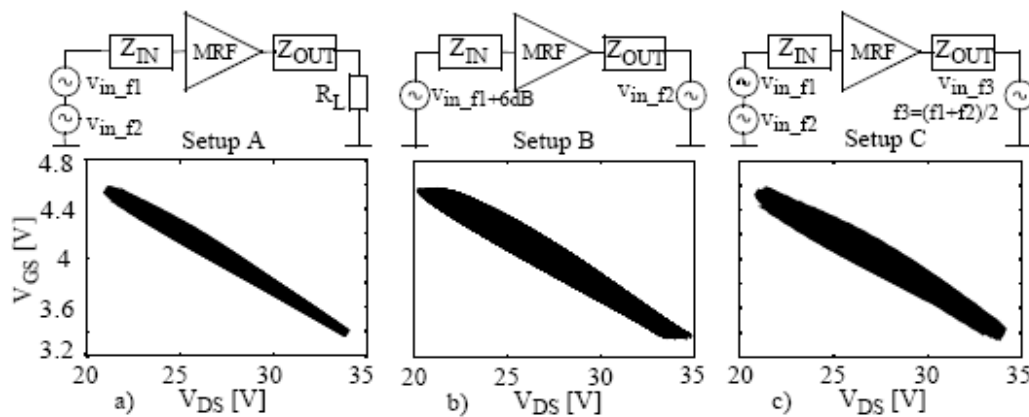 Z_IN MRF Z_OUT
v_in_f1
v_in_f2
R_L
Setup A
Z_IN MRF Z_OUT
v_in_f1+6dB
v_in_f2
Setup B
Z_IN MRF Z_OUT
v_in_f1
v_in_f2
v_in_f3
f3=(f1+f2)/2
Setup C
V_GS [V]
4.8
4.4
4
3.6
3.2
20 25 30 35
a) V_DS [V]
20 25 30 35
b) V_DS [V]
20 25 30 35
c) V_DS [V]